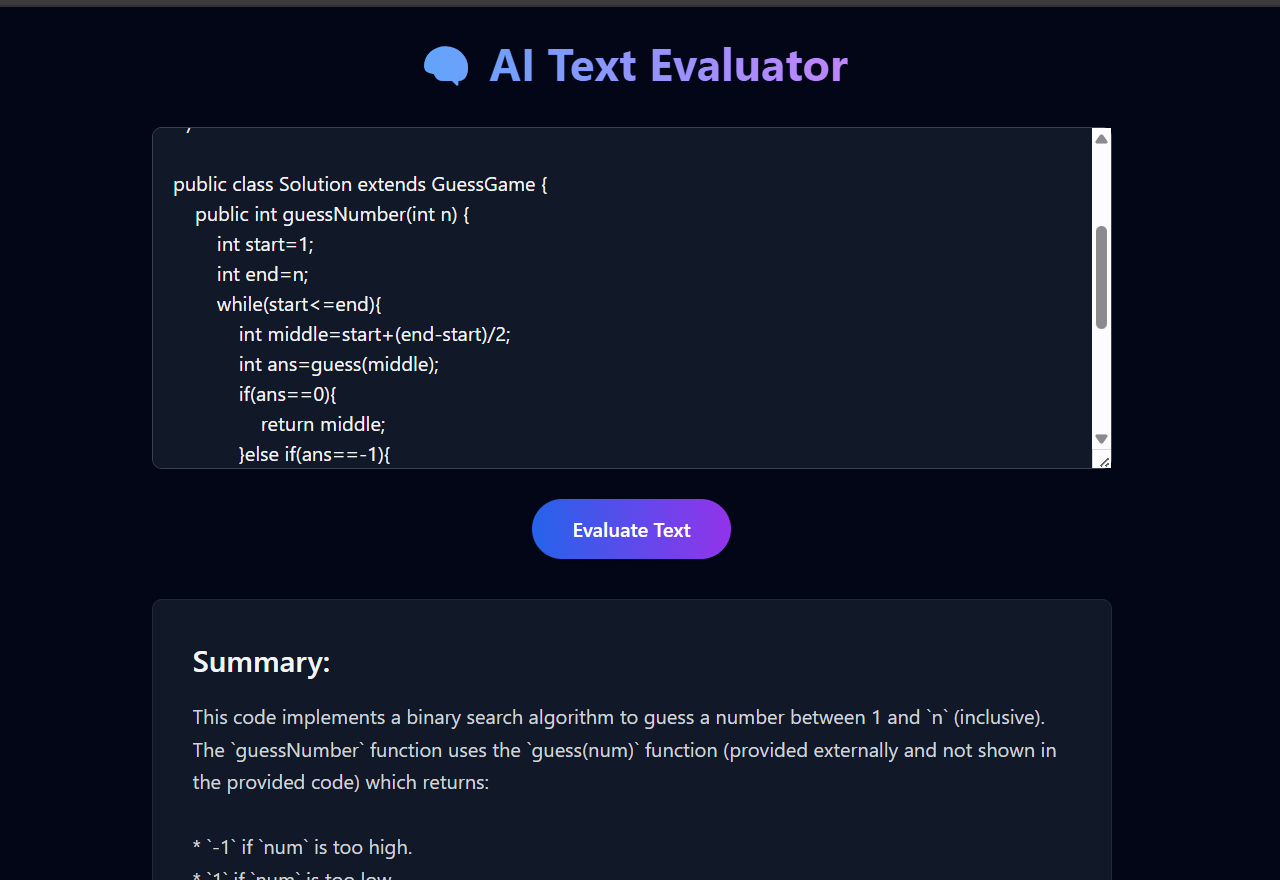 AI Text Evaluator
public class Solution extends GuessGame {
public int guessNumber(int n) {
int start=1;
int end=n;
while(start<=end){
int middle=start+(end-start)/2;
int ans=guess(middle);
if(ans==0){
return middle;
}else if(ans==-1){
Evaluate Text
Summary:
This code implements a binary search algorithm to guess a number between 1 and `n` (inclusive).
The `guessNumber` function uses the `guess(num)` function (provided externally and not shown in
the provided code) which returns:
* `-1` if `num` is too high.
* `1` if `num` is too low